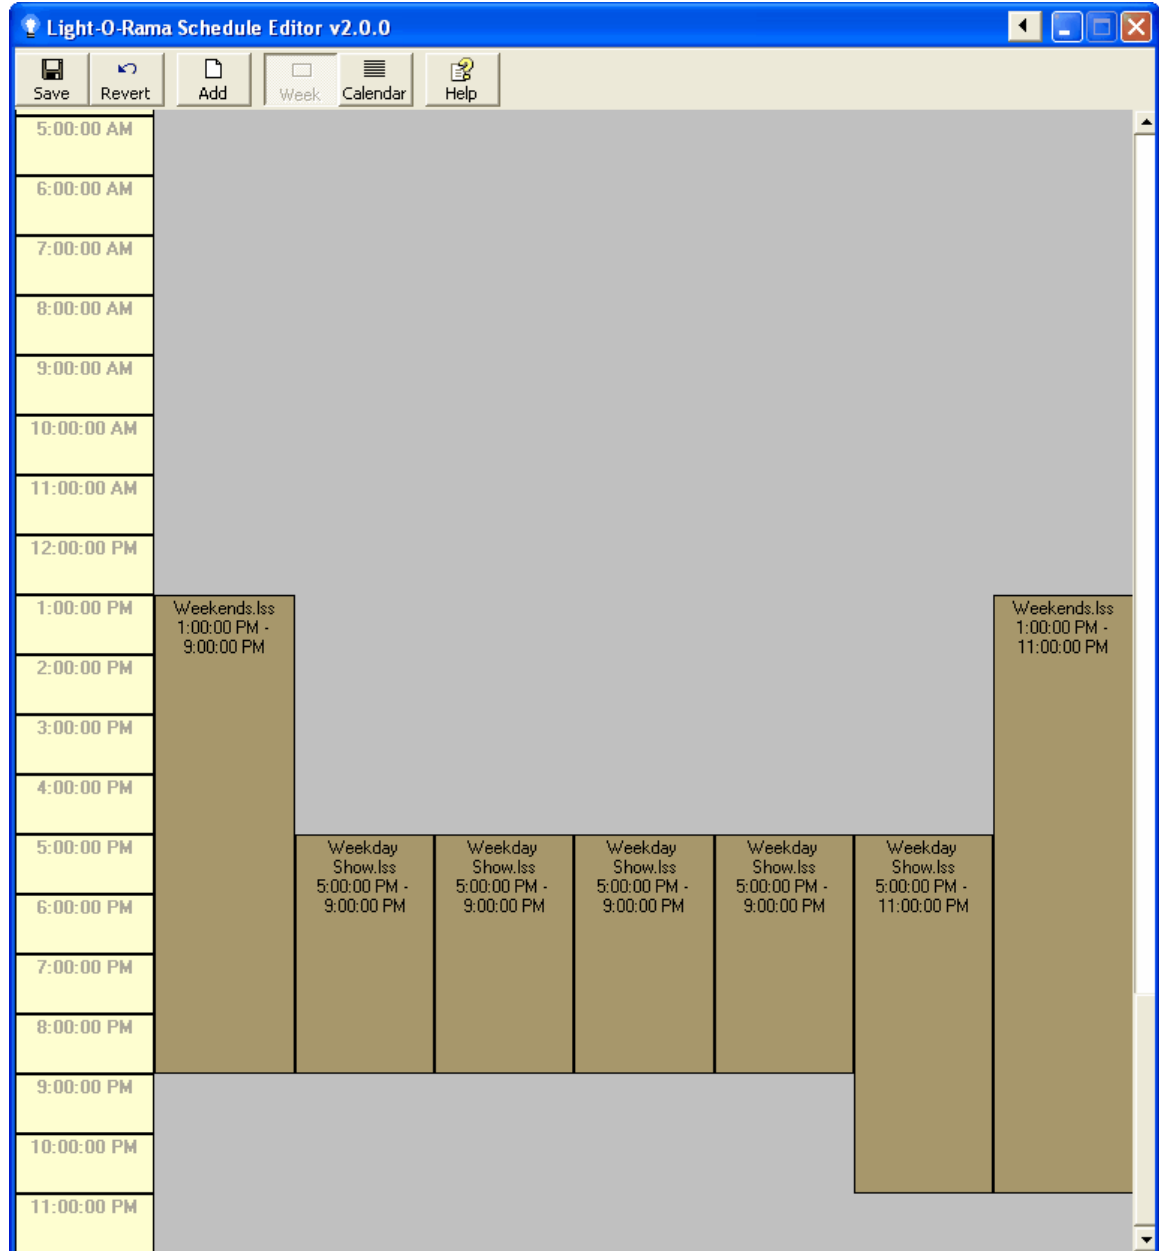 Light-O-Rama Schedule Editor v2.0.0
Save Revert Add Week Calendar Help
5:00:00 AM
6:00:00 AM
7:00:00 AM
8:00:00 AM
9:00:00 AM
10:00:00 AM
11:00:00 AM
12:00:00 PM
1:00:00 PM
2:00:00 PM
3:00:00 PM
4:00:00 PM
5:00:00 PM
6:00:00 PM
7:00:00 PM
8:00:00 PM
9:00:00 PM
10:00:00 PM
11:00:00 PM
Weekends.lss
1:00:00 PM -
9:00:00 PM
Weekday
Show.lss
5:00:00 PM -
9:00:00 PM
Weekday
Show.lss
5:00:00 PM -
9:00:00 PM
Weekday
Show.lss
5:00:00 PM -
9:00:00 PM
Weekday
Show.lss
5:00:00 PM -
9:00:00 PM
Weekday
Show.lss
5:00:00 PM -
11:00:00 PM
Weekends.lss
1:00:00 PM -
11:00:00 PM